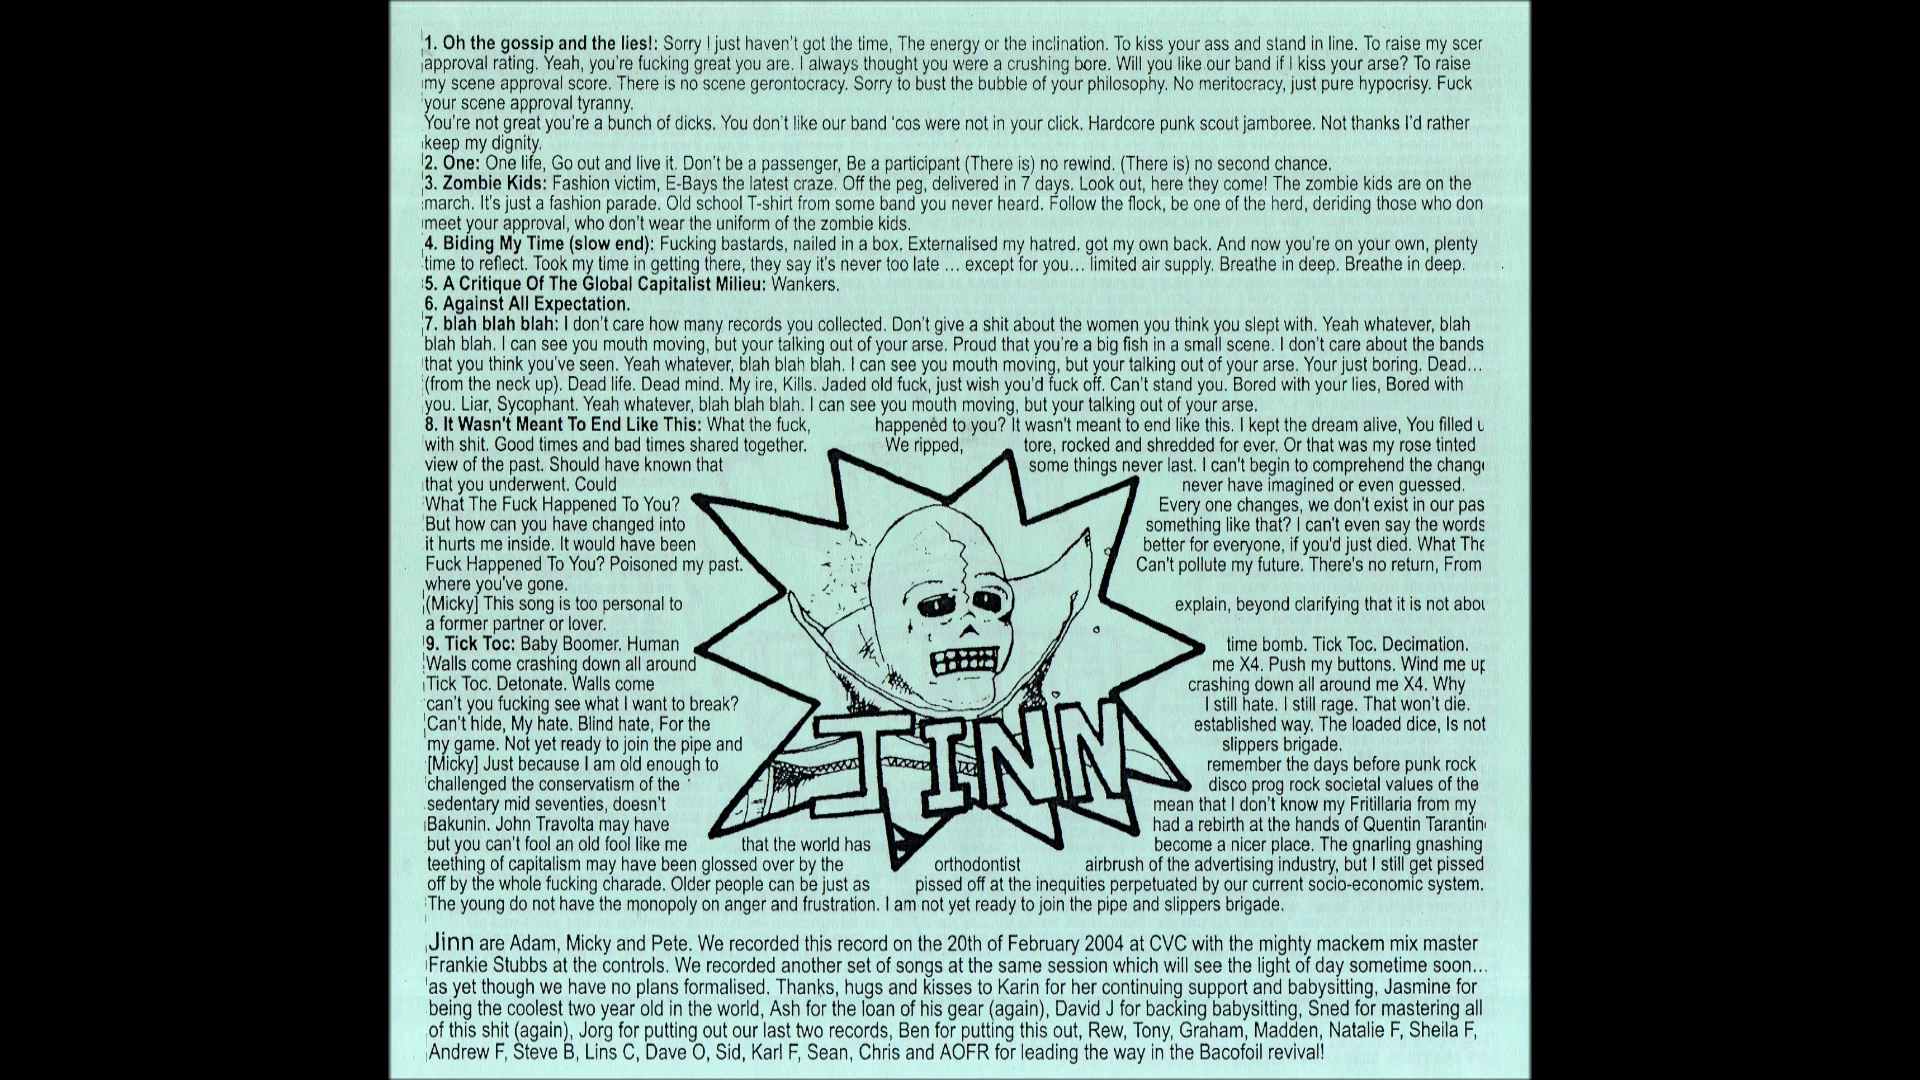 1. Oh the gossip and the lies!: Sorry I just haven't got the time, The energy or the inclination. To kiss your ass and stand in line. To raise my scer
approval rating. Yeah, you're fucking great you are. I always thought you were a crushing bore. Will you like our band if I kiss your arse? To raise
my scene approval score. There is no scene gerontocracy. Sorry to bust the bubble of your philosophy. No meritocracy, just pure hypocrisy. Fuck
your scene approval tyranny.
You're not great you're a bunch of dicks. You don't like our band 'cos were not in your click. Hardcore punk scout jamboree. Not thanks I'd rather
keep my dignity.
2. One: One life, Go out and live it. Don't be a passenger, Be a participant (There is) no rewind. (There is) no second chance.
3. Zombie Kids: Fashion victim, E-Bays the latest craze. Off the peg, delivered in 7 days. Look out, here they come! The zombie kids are on the
march. It's just a fashion parade. Old school T-shirt from some band you never heard. Follow the flock, be one of the herd, deriding those who don
meet your approval, who don't wear the uniform of the zombie kids.
4. Biding My Time (slow end): Fucking bastards, nailed in a box. Externalised my hatred. got my own back. And now you're on your own, plenty
time to reflect. Took my time in getting there, they say it's never too late ... except for you... limited air supply. Breathe in deep. Breathe in deep.
5. A Critique Of The Global Capitalist Milieu: Wankers.
6. Against All Expectation.
7. blah blah blah: I don't care how many records you collected. Don't give a shit about the women you think you slept with. Yeah whatever, blah
blah blah. I can see you mouth moving, but your talking out of your arse. Proud that you're a big fish in a small scene. I don't care about the bands
that you think you've seen. Yeah whatever, blah blah blah. I can see you mouth moving, but your talking out of your arse. Your just boring. Dead...
(from the neck up). Dead life. Dead mind. My ire, Kills. Jaded old fuck, just wish you'd fuck off. Can't stand you. Bored with your lies, Bored with
you. Liar, Sycophant. Yeah whatever, blah blah blah. I can see you mouth moving, but your talking out of your arse.
8. It Wasn't Meant To End Like This: What the fuck, happened to you? It wasn't meant to end like this. I kept the dream alive, You filled
with shit. Good times and bad times shared together. We ripped, tore, rocked and shredded for ever. Or that was my rose tinted
view of the past. Should have known that some things never last. I can't begin to comprehend the chang
that you underwent. Could never have imagined or even guessed.
What The Fuck Happened To You? Every one changes, we don't exist in our pas
But how can you have changed into something like that? I can't even say the words
it hurts me inside. It would have been better for everyone, if you'd just died. What The
Fuck Happened To You? Poisoned my past. Can't pollute my future. There's no return, From
where you've gone.
(Micky] This song is too personal to explain, beyond clarifying that it is not abou
a former partner or lover.
9. Tick Toc: Baby Boomer. Human time bomb. Tick Toc. Decimation.
Walls come crashing down all around me X4. Push my buttons. Wind me up
Tick Toc. Detonate. Walls come crashing down all around me X4. Why
can't you fucking see what I want to break? I still hate. I still rage. That won't die.
Can't hide, My hate. Blind hate, For the established way. The loaded dice, Is not
my game. Not yet ready to join the pipe and slippers brigade.
[Micky] Just because I am old enough to remember the days before punk rock
challenged the conservatism of the disco prog rock societal values of the
sedentary mid seventies, doesn't mean that I don't know my Fritillaria from my
Bakunin. John Travolta may have had a rebirth at the hands of Quentin Tarantin
but you can't fool an old fool like me that the world has become a nicer place. The gnarling gnashing
teething of capitalism may have been glossed over by the orthodontist airbrush of the advertising industry, but I still get pissed
off by the whole fucking charade. Older people can be just as pissed off at the inequities perpetuated by our current socio-economic system.
The young do not have the monopoly on anger and frustration. I am not yet ready to join the pipe and slippers brigade.
JINN
Jinn are Adam, Micky and Pete. We recorded this record on the 20th of February 2004 at CVC with the mighty mackem mix master
Frankie Stubbs at the controls. We recorded another set of songs at the same session which will see the light of day sometime soon...
as yet though we have no plans formalised. Thanks, hugs and kisses to Karin for her continuing support and babysitting, Jasmine for
being the coolest two year old in the world, Ash for the loan of his gear (again), David J for backing babysitting, Sned for mastering all
of this shit (again), Jorg for putting out our last two records, Ben for putting this out, Rew, Tony, Graham, Madden, Natalie F, Sheila F,
Andrew F, Steve B, Lins C, Dave O, Sid, Karl F, Sean, Chris and AOFR for leading the way in the Bacofoil revival!